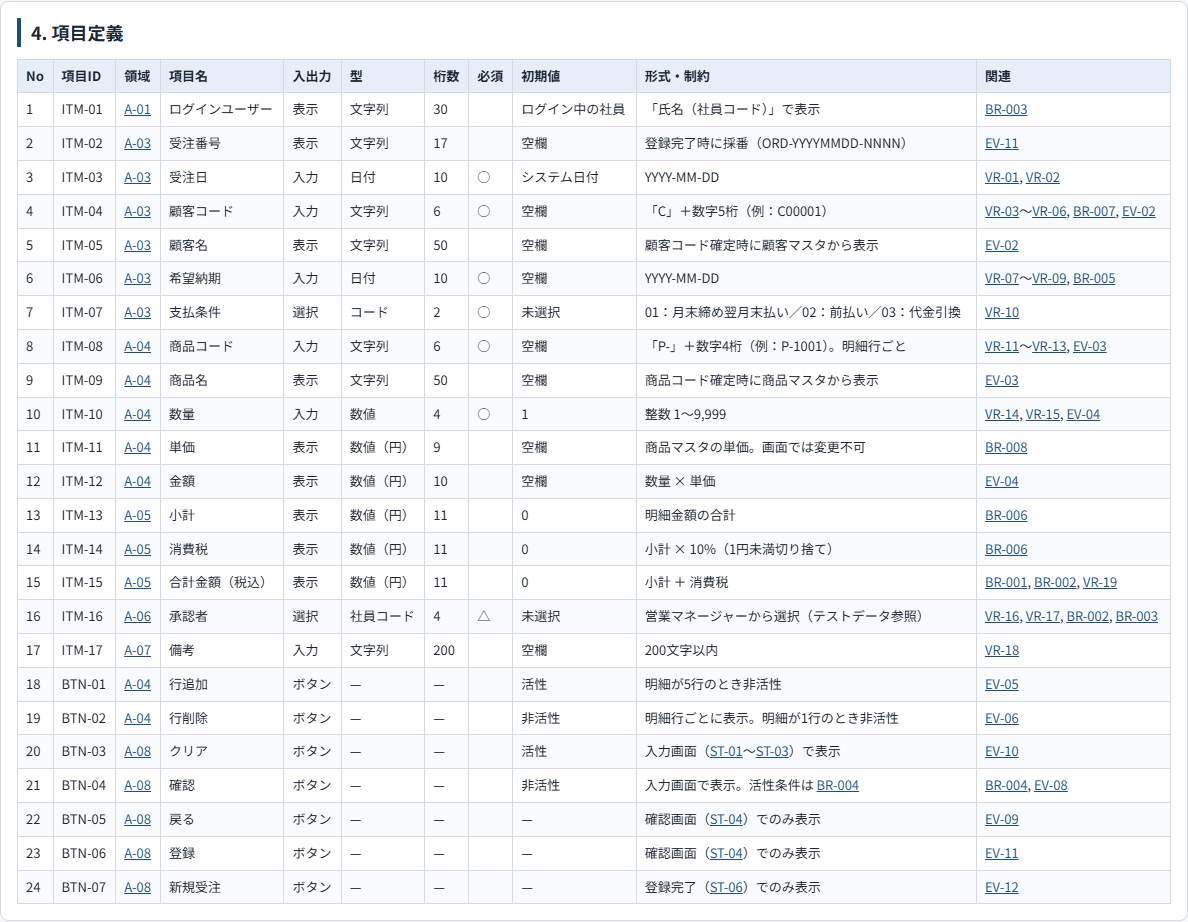 4. 項目定義
No 項目ID 領域 項目名 入出力 型 桁数 必須 初期値 形式・制約 関連
1 ITM-01 A-01 ログインユーザー 表示 文字列 30 ログイン中の社員 「氏名（社員コード）」で表示 BR-003
2 ITM-02 A-03 受注番号 表示 文字列 17 空欄 登録完了時に採番（ORD-YYYYMMDD-NNNN） EV-11
3 ITM-03 A-03 受注日 入力 日付 10 ○ システム日付 YYYY-MM-DD VR-01, VR-02
4 ITM-04 A-03 顧客コード 入力 文字列 6 ○ 空欄 「C」＋数字5桁（例：C00001） VR-03～VR-06, BR-007, EV-02
5 ITM-05 A-03 顧客名 表示 文字列 50 空欄 顧客コード確定時に顧客マスタから表示 EV-02
6 ITM-06 A-03 希望納期 入力 日付 10 ○ 空欄 YYYY-MM-DD VR-07～VR-09, BR-005
7 ITM-07 A-03 支払条件 選択 コード 2 ○ 未選択 01：月末締め翌月末払い／02：前払い／03：代金引換 VR-10
8 ITM-08 A-04 商品コード 入力 文字列 6 ○ 空欄 「P-」＋数字4桁（例：P-1001）。明細行ごと VR-11～VR-13, EV-03
9 ITM-09 A-04 商品名 表示 文字列 50 空欄 商品コード確定時に商品マスタから表示 EV-03
10 ITM-10 A-04 数量 入力 数値 4 ○ 1 整数 1～9,999 VR-14, VR-15, EV-04
11 ITM-11 A-04 単価 表示 数値（円） 9 空欄 商品マスタの単価。画面では変更不可 BR-008
12 ITM-12 A-04 金額 表示 数値（円） 10 空欄 数量 × 単価 EV-04
13 ITM-13 A-05 小計 表示 数値（円） 11 0 明細金額の合計 BR-006
14 ITM-14 A-05 消費税 表示 数値（円） 11 0 小計 × 10%（1円未満切り捨て） BR-006
15 ITM-15 A-05 合計金額（税込） 表示 数値（円） 11 0 小計 ＋ 消費税 BR-001, BR-002, VR-19
16 ITM-16 A-06 承認者 選択 社員コード 4 △ 未選択 営業マネージャーから選択（テストデータ参照） VR-16, VR-17, BR-002, BR-003
17 ITM-17 A-07 備考 入力 文字列 200 空欄 200文字以内 VR-18
18 BTN-01 A-04 行追加 ボタン — — 活性 明細が5行のとき非活性 EV-05
19 BTN-02 A-04 行削除 ボタン — — 非活性 明細行ごとに表示。明細が1行のとき非活性 EV-06
20 BTN-03 A-08 クリア ボタン — — 活性 入力画面（ST-01～ST-03）で表示 EV-10
21 BTN-04 A-08 確認 ボタン — — 非活性 入力画面で表示。活性条件は BR-004 BR-004, EV-08
22 BTN-05 A-08 戻る ボタン — — — 確認画面（ST-04）でのみ表示 EV-09
23 BTN-06 A-08 登録 ボタン — — — 確認画面（ST-04）でのみ表示 EV-11
24 BTN-07 A-08 新規受注 ボタン — — — 登録完了（ST-06）でのみ表示 EV-12